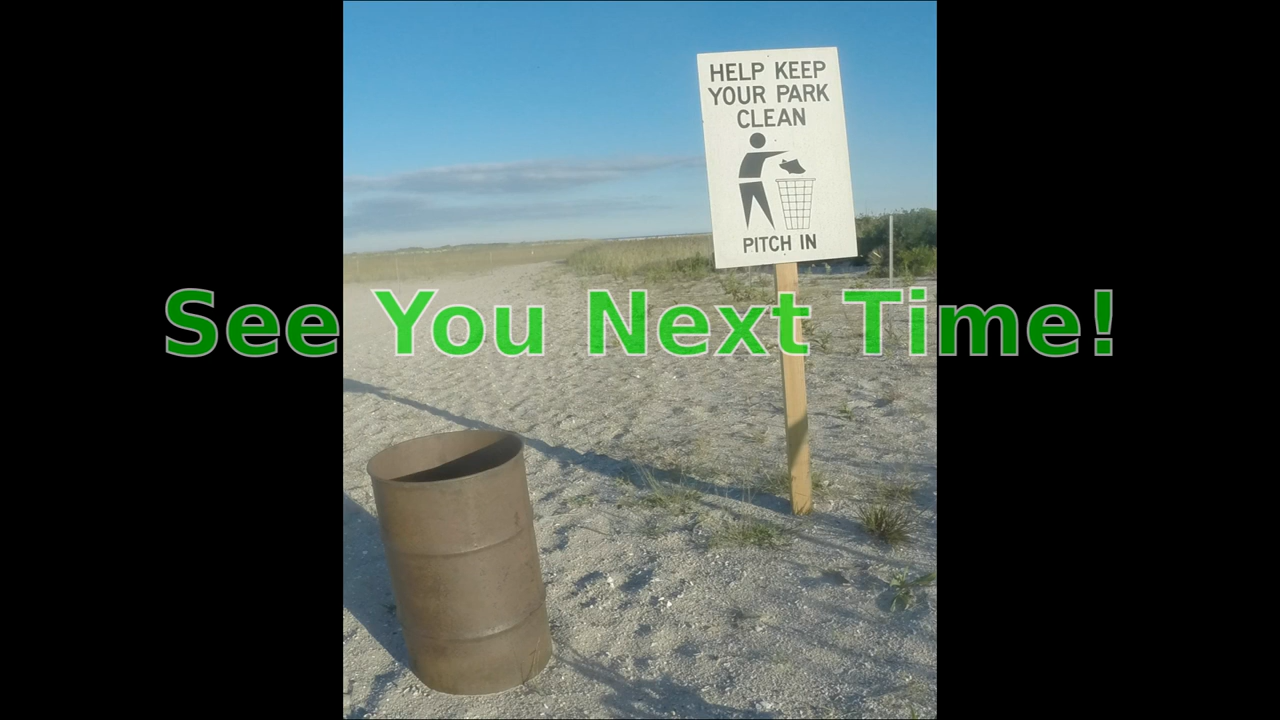 HELP KEEP
YOUR PARK
CLEAN
PITCH IN
See You Next Time!